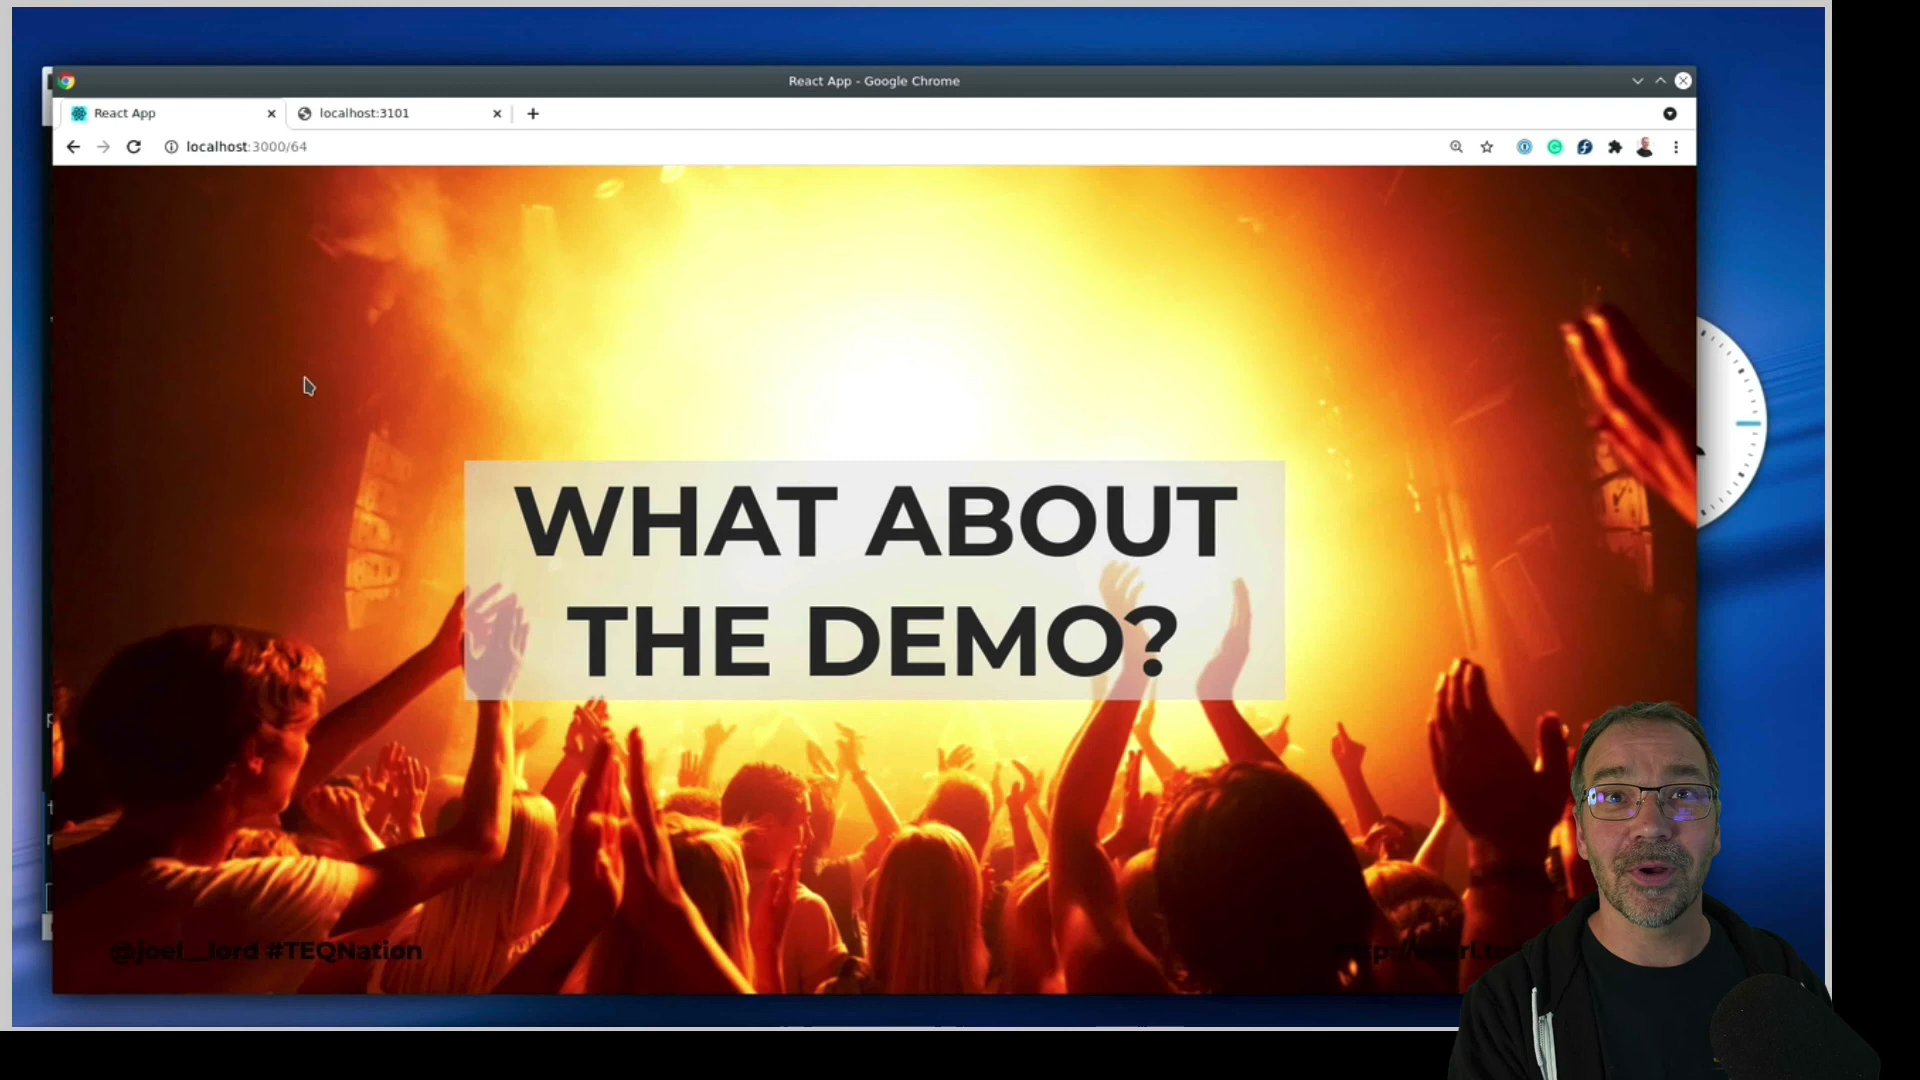 React App - Google Chrome
React App
localhost:3101
localhost:3000/64
WHAT ABOUT
THE DEMO?
@joel__lord #TEQNation